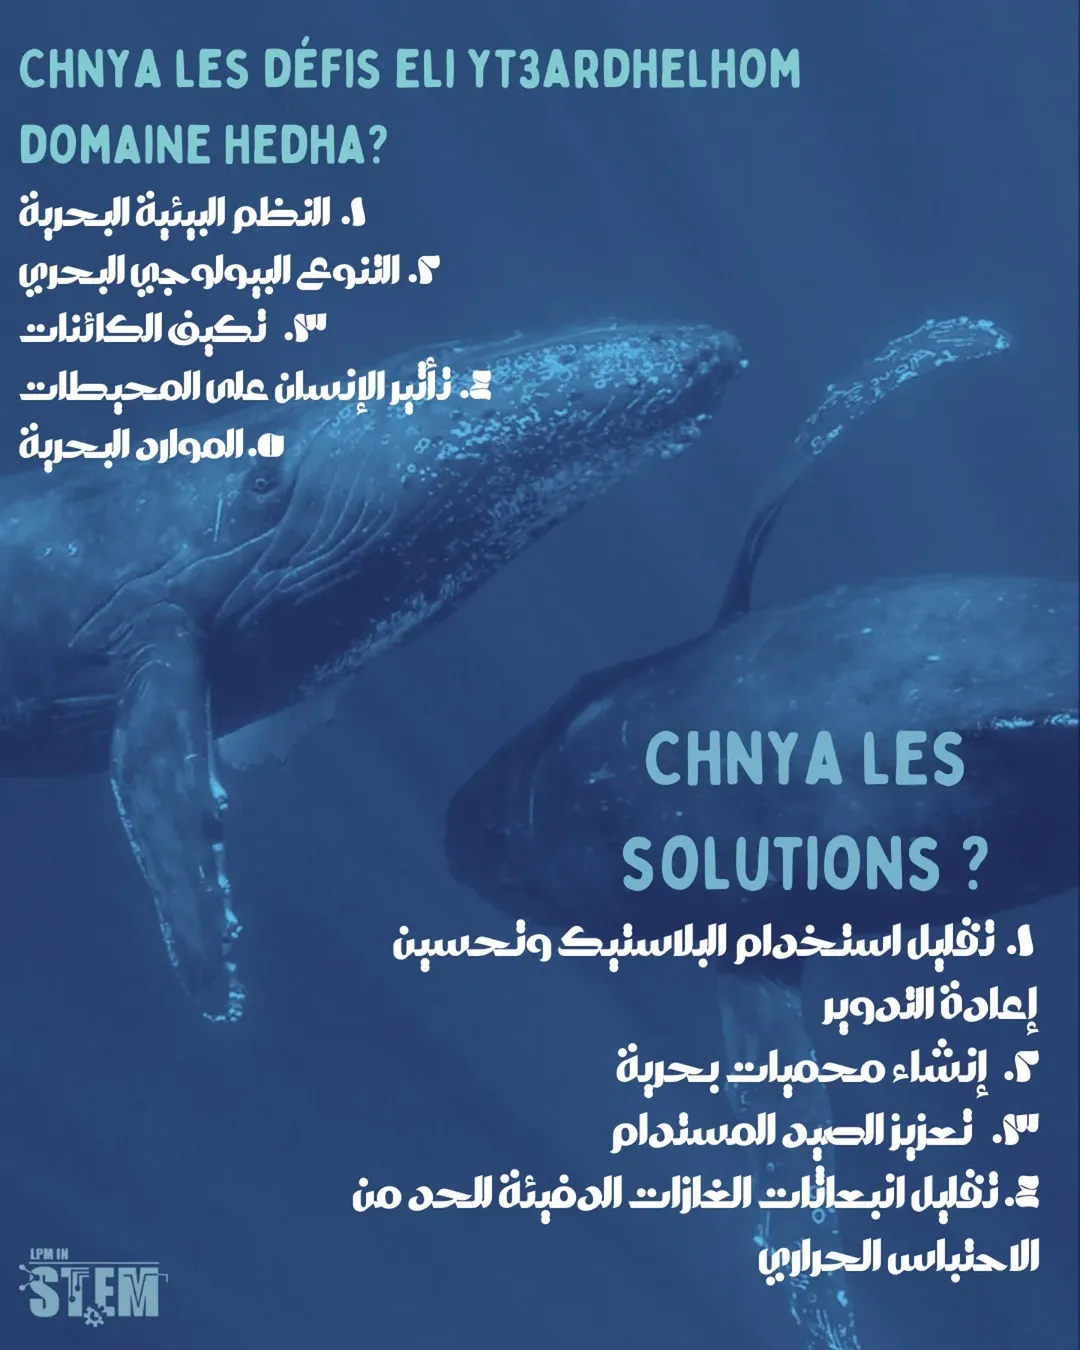 CHNYA LES DÉFIS ELI YT3ARDHELHOM
DOMAINE HEDHA?
١. النظم البيئية البحرية
٢. التنوع البيولوجي البحري
٣. تكيف الكائنات
٤. تأثير الإنسان على المحيطات
٥. الموارد البحرية
CHNYA LES
SOLUTIONS ?
١. تقليل استخدام البلاستيك وتحسين
إعادة التدوير
٢. إنشاء محميات بحرية
٣. تعزيز الصيد المستدام
٤. تقليل انبعاثات الغازات الدفيئة للحد من
الاحتباس الحراري
LPM IN
STEM